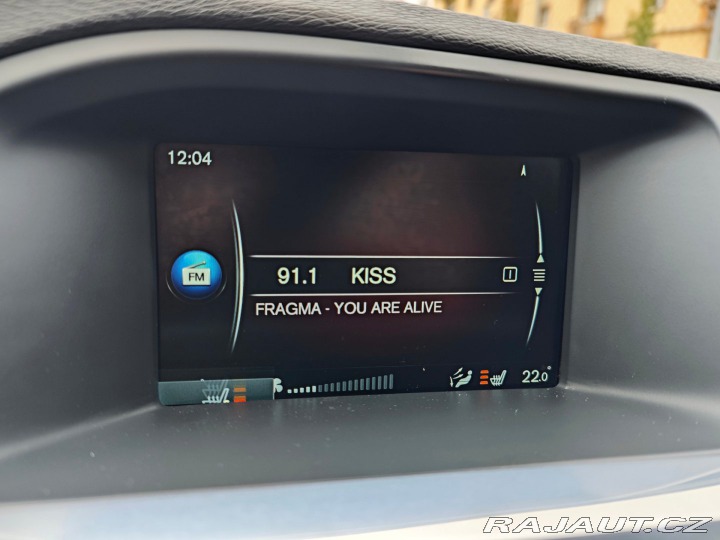 12:04
FM
91.1 KISS
FRAGMA - YOU ARE ALIVE
22.0°
RAJAUT.CZ